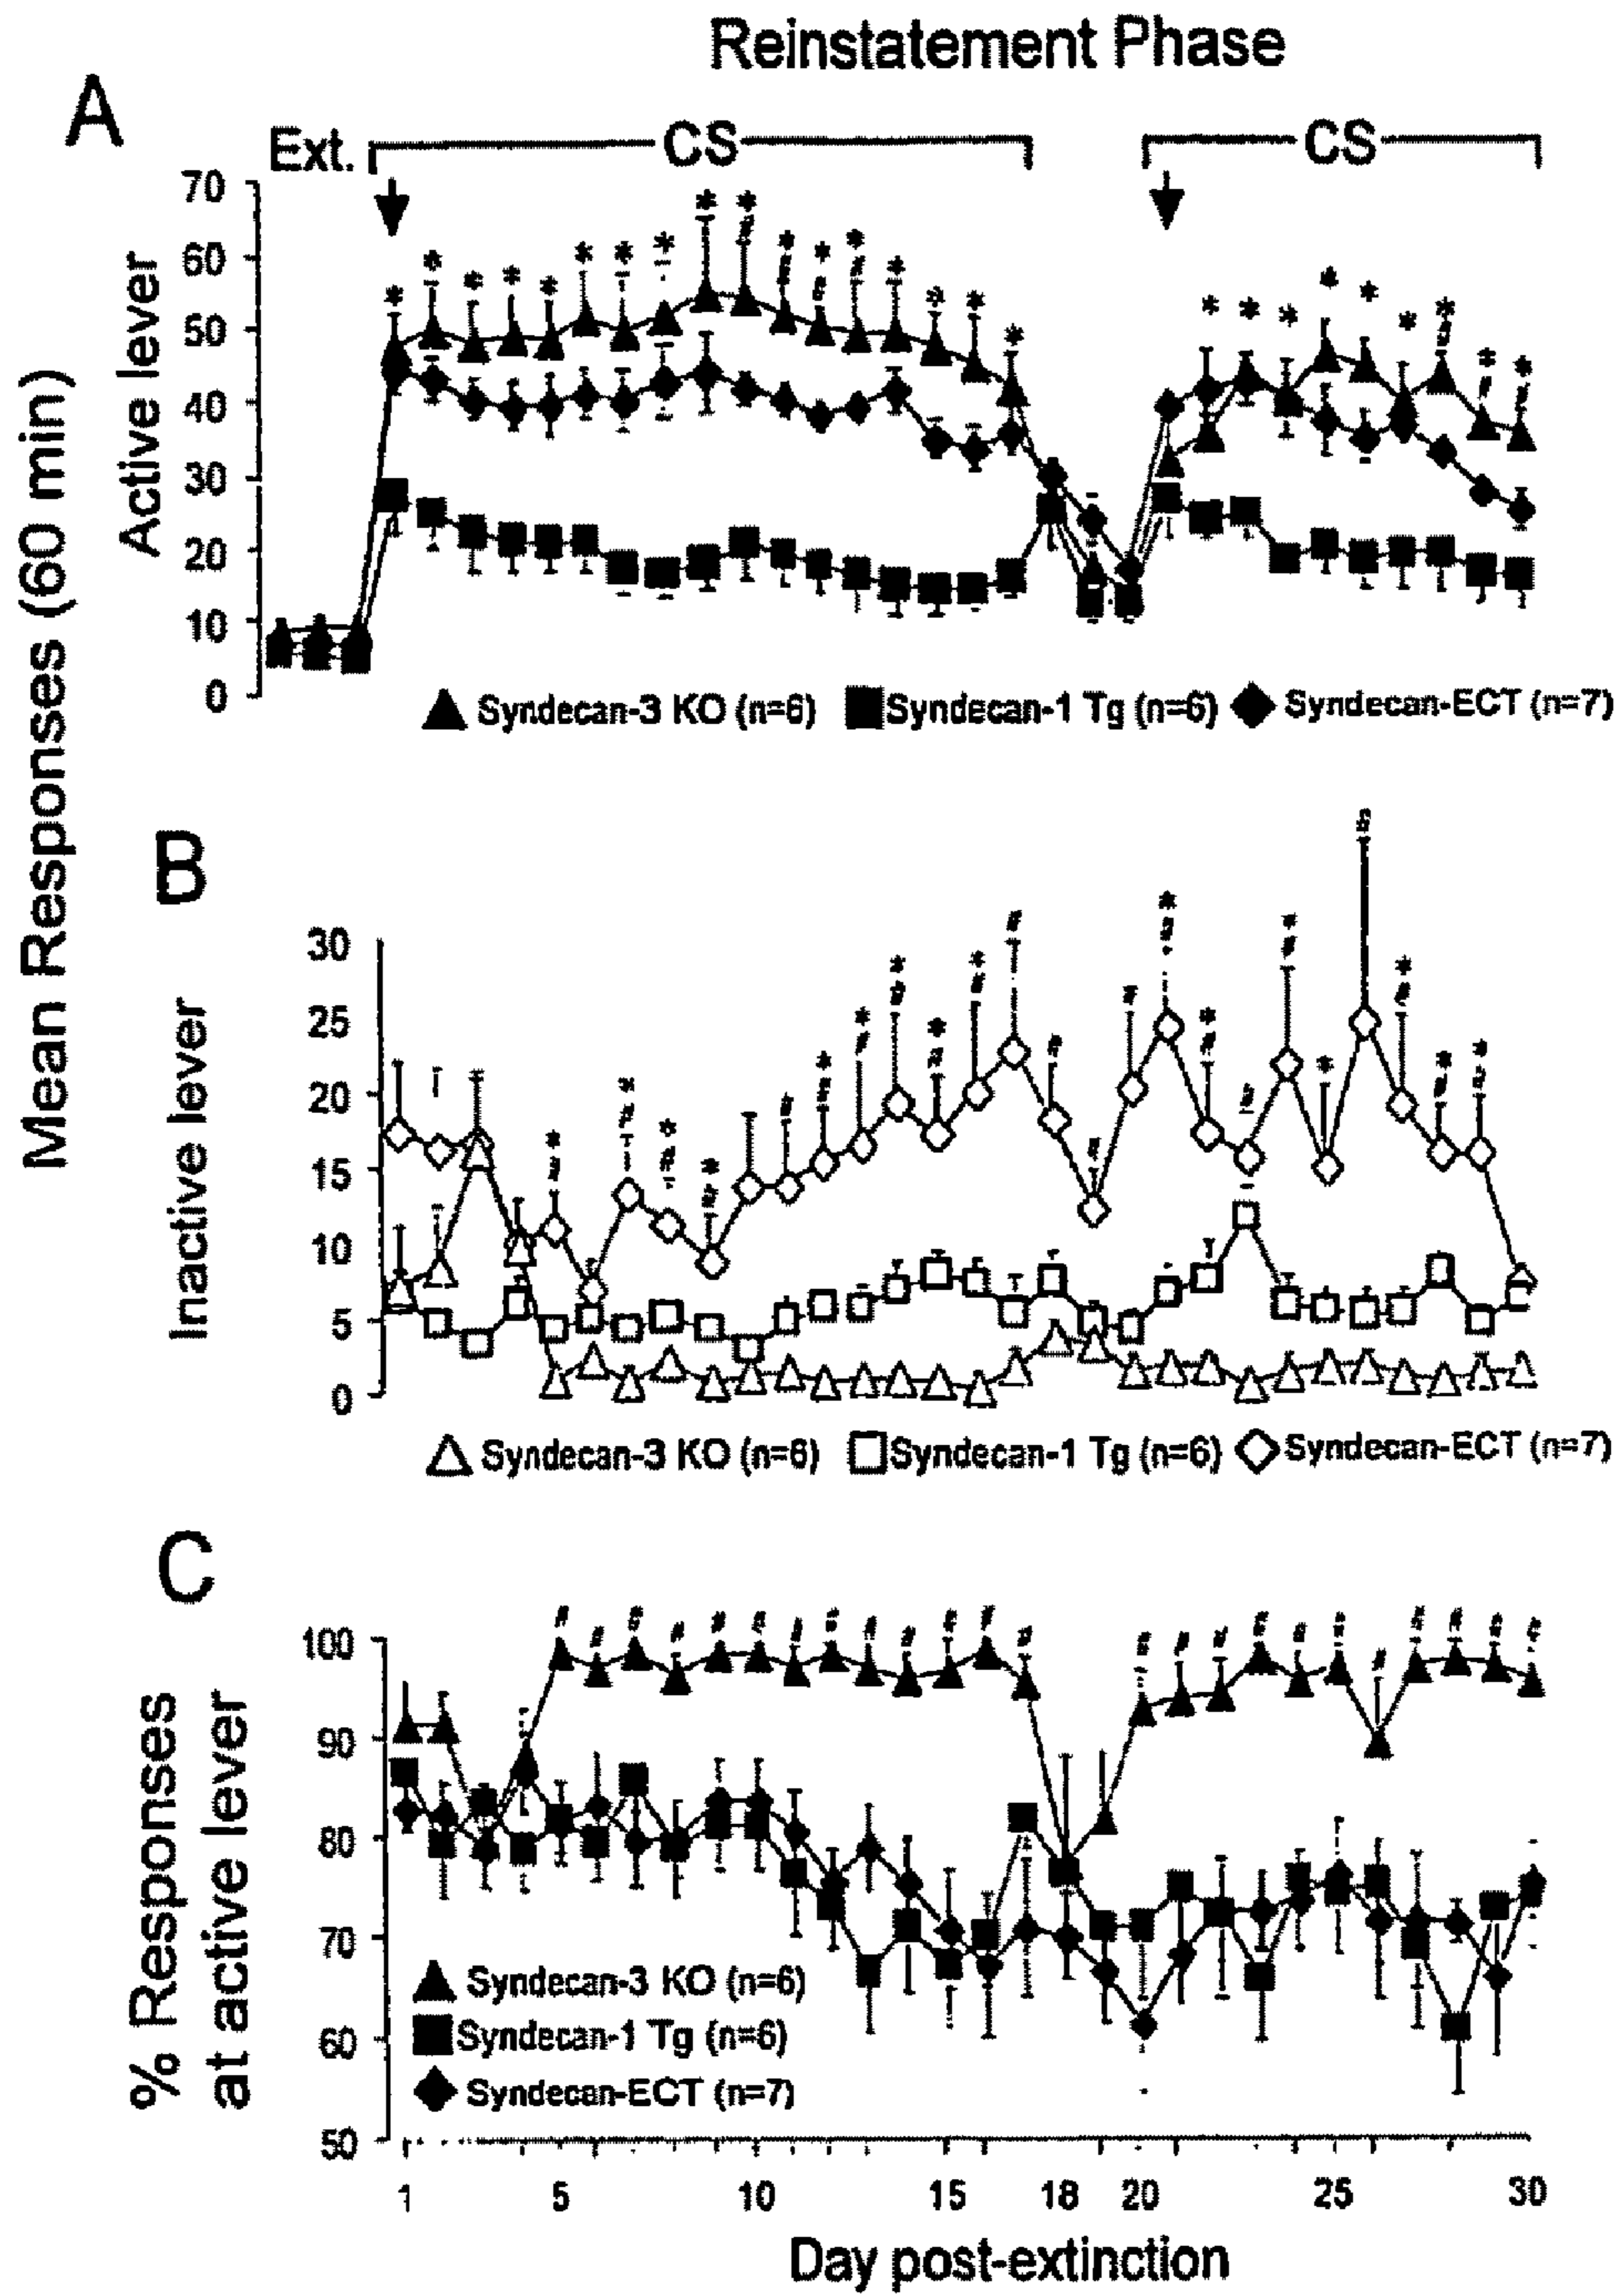 Reinstatement Phase
A
Ext. CS CS
Mean Responses (60 min)
Active lever
70
60
50
40
30
20
10
0
Syndecan-3 KO (n=6) Syndecan-1 Tg (n=6) Syndecan-ECT (n=7)
B
Inactive lever
30
25
20
15
10
5
0
Syndecan-3 KO (n=6) Syndecan-1 Tg (n=6) Syndecan-ECT (n=7)
C
% Responses
at active lever
100
90
80
70
60
50
Syndecan-3 KO (n=6)
Syndecan-1 Tg (n=6)
Syndecan-ECT (n=7)
1 5 10 15 18 20 25 30
Day post-extinction